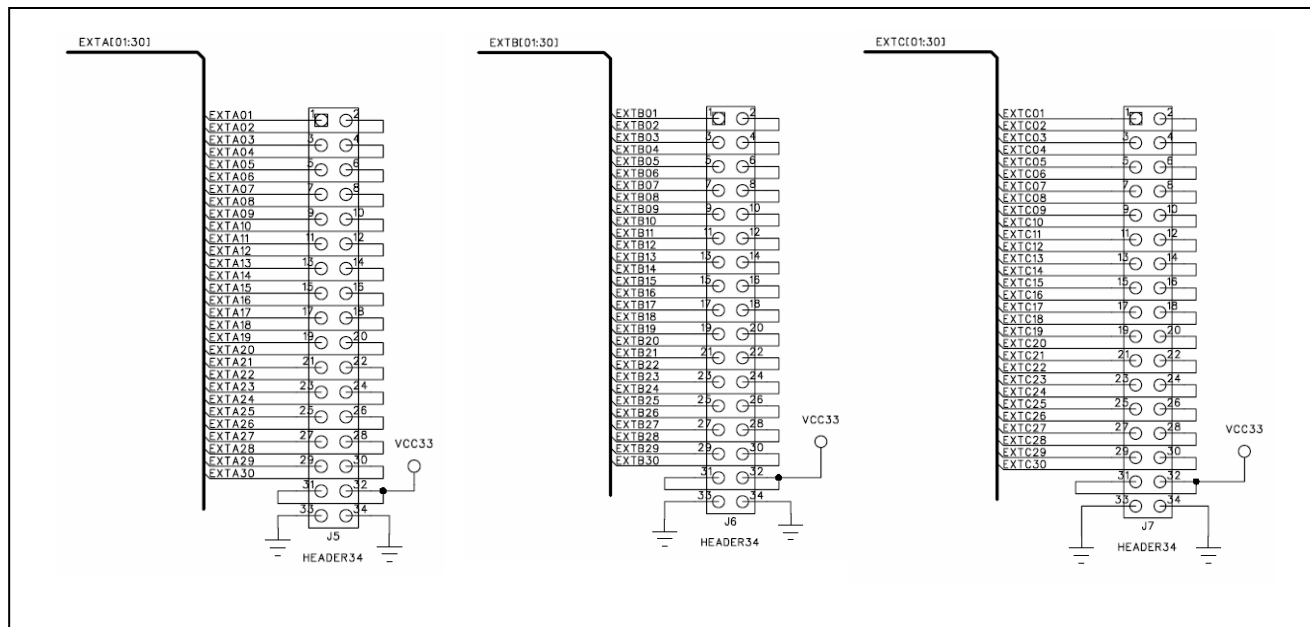 EXTA[01:30]
EXTA01 1 2
EXTA02
EXTA03 3 4
EXTA04
EXTA05 5 6
EXTA06
EXTA07 7 8
EXTA08
EXTA09 9 10
EXTA10
EXTA11 11 12
EXTA12
EXTA13 13 14
EXTA14
EXTA15 15 16
EXTA16
EXTA17 17 18
EXTA18
EXTA19 19 20
EXTA20
EXTA21 21 22
EXTA22
EXTA23 23 24
EXTA24
EXTA25 25 26
EXTA26
EXTA27 27 28
EXTA28
EXTA29 29 30
EXTA30
VCC33
31 32
33 34
J5
HEADER34
EXTB[01:30]
EXTB01 1 2
EXTB02
EXTB03 3 4
EXTB04
EXTB05 5 6
EXTB06
EXTB07 7 8
EXTB08
EXTB09 9 10
EXTB10
EXTB11 11 12
EXTB12
EXTB13 13 14
EXTB14
EXTB15 15 16
EXTB16
EXTB17 17 18
EXTB18
EXTB19 19 20
EXTB20
EXTB21 21 22
EXTB22
EXTB23 23 24
EXTB24
EXTB25 25 26
EXTB26
EXTB27 27 28
EXTB28
EXTB29 29 30
EXTB30
VCC33
31 32
33 34
J6
HEADER34
EXTC[01:30]
EXTC01 1 2
EXTC02
EXTC03 3 4
EXTC04
EXTC05 5 6
EXTC06
EXTC07 7 8
EXTC08
EXTC09 9 10
EXTC10
EXTC11 11 12
EXTC12
EXTC13 13 14
EXTC14
EXTC15 15 16
EXTC16
EXTC17 17 18
EXTC18
EXTC19 19 20
EXTC20
EXTC21 21 22
EXTC22
EXTC23 23 24
EXTC24
EXTC25 25 26
EXTC26
EXTC27 27 28
EXTC28
EXTC29 29 30
EXTC30
VCC33
31 32
33 34
J7
HEADER34